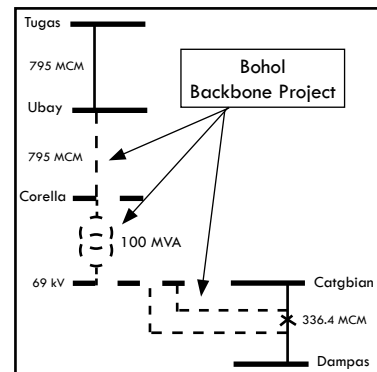 Tugas
795 MCM
Bohol
Backbone Project
Ubay
795 MCM
Corella
100 MVA
69 kV
Catgbian
336.4 MCM
Dampas